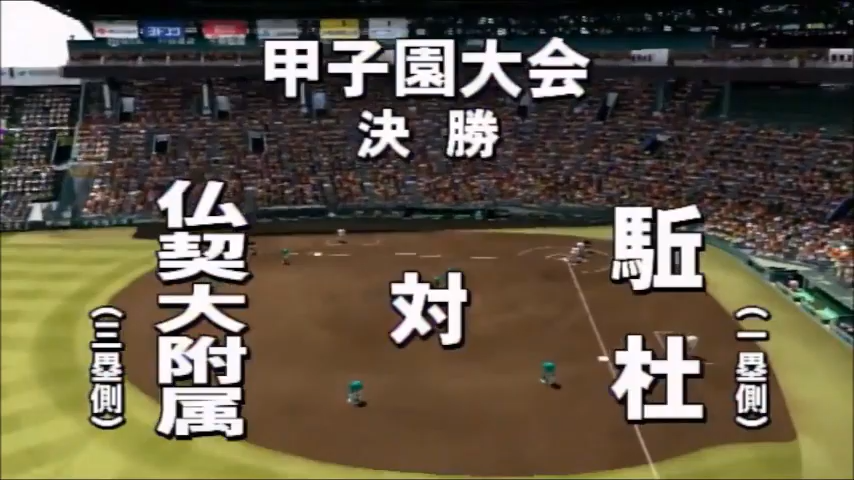 甲子園大会
決勝
仏契大附属
（三塁側）
対
駈杜
（一塁側）